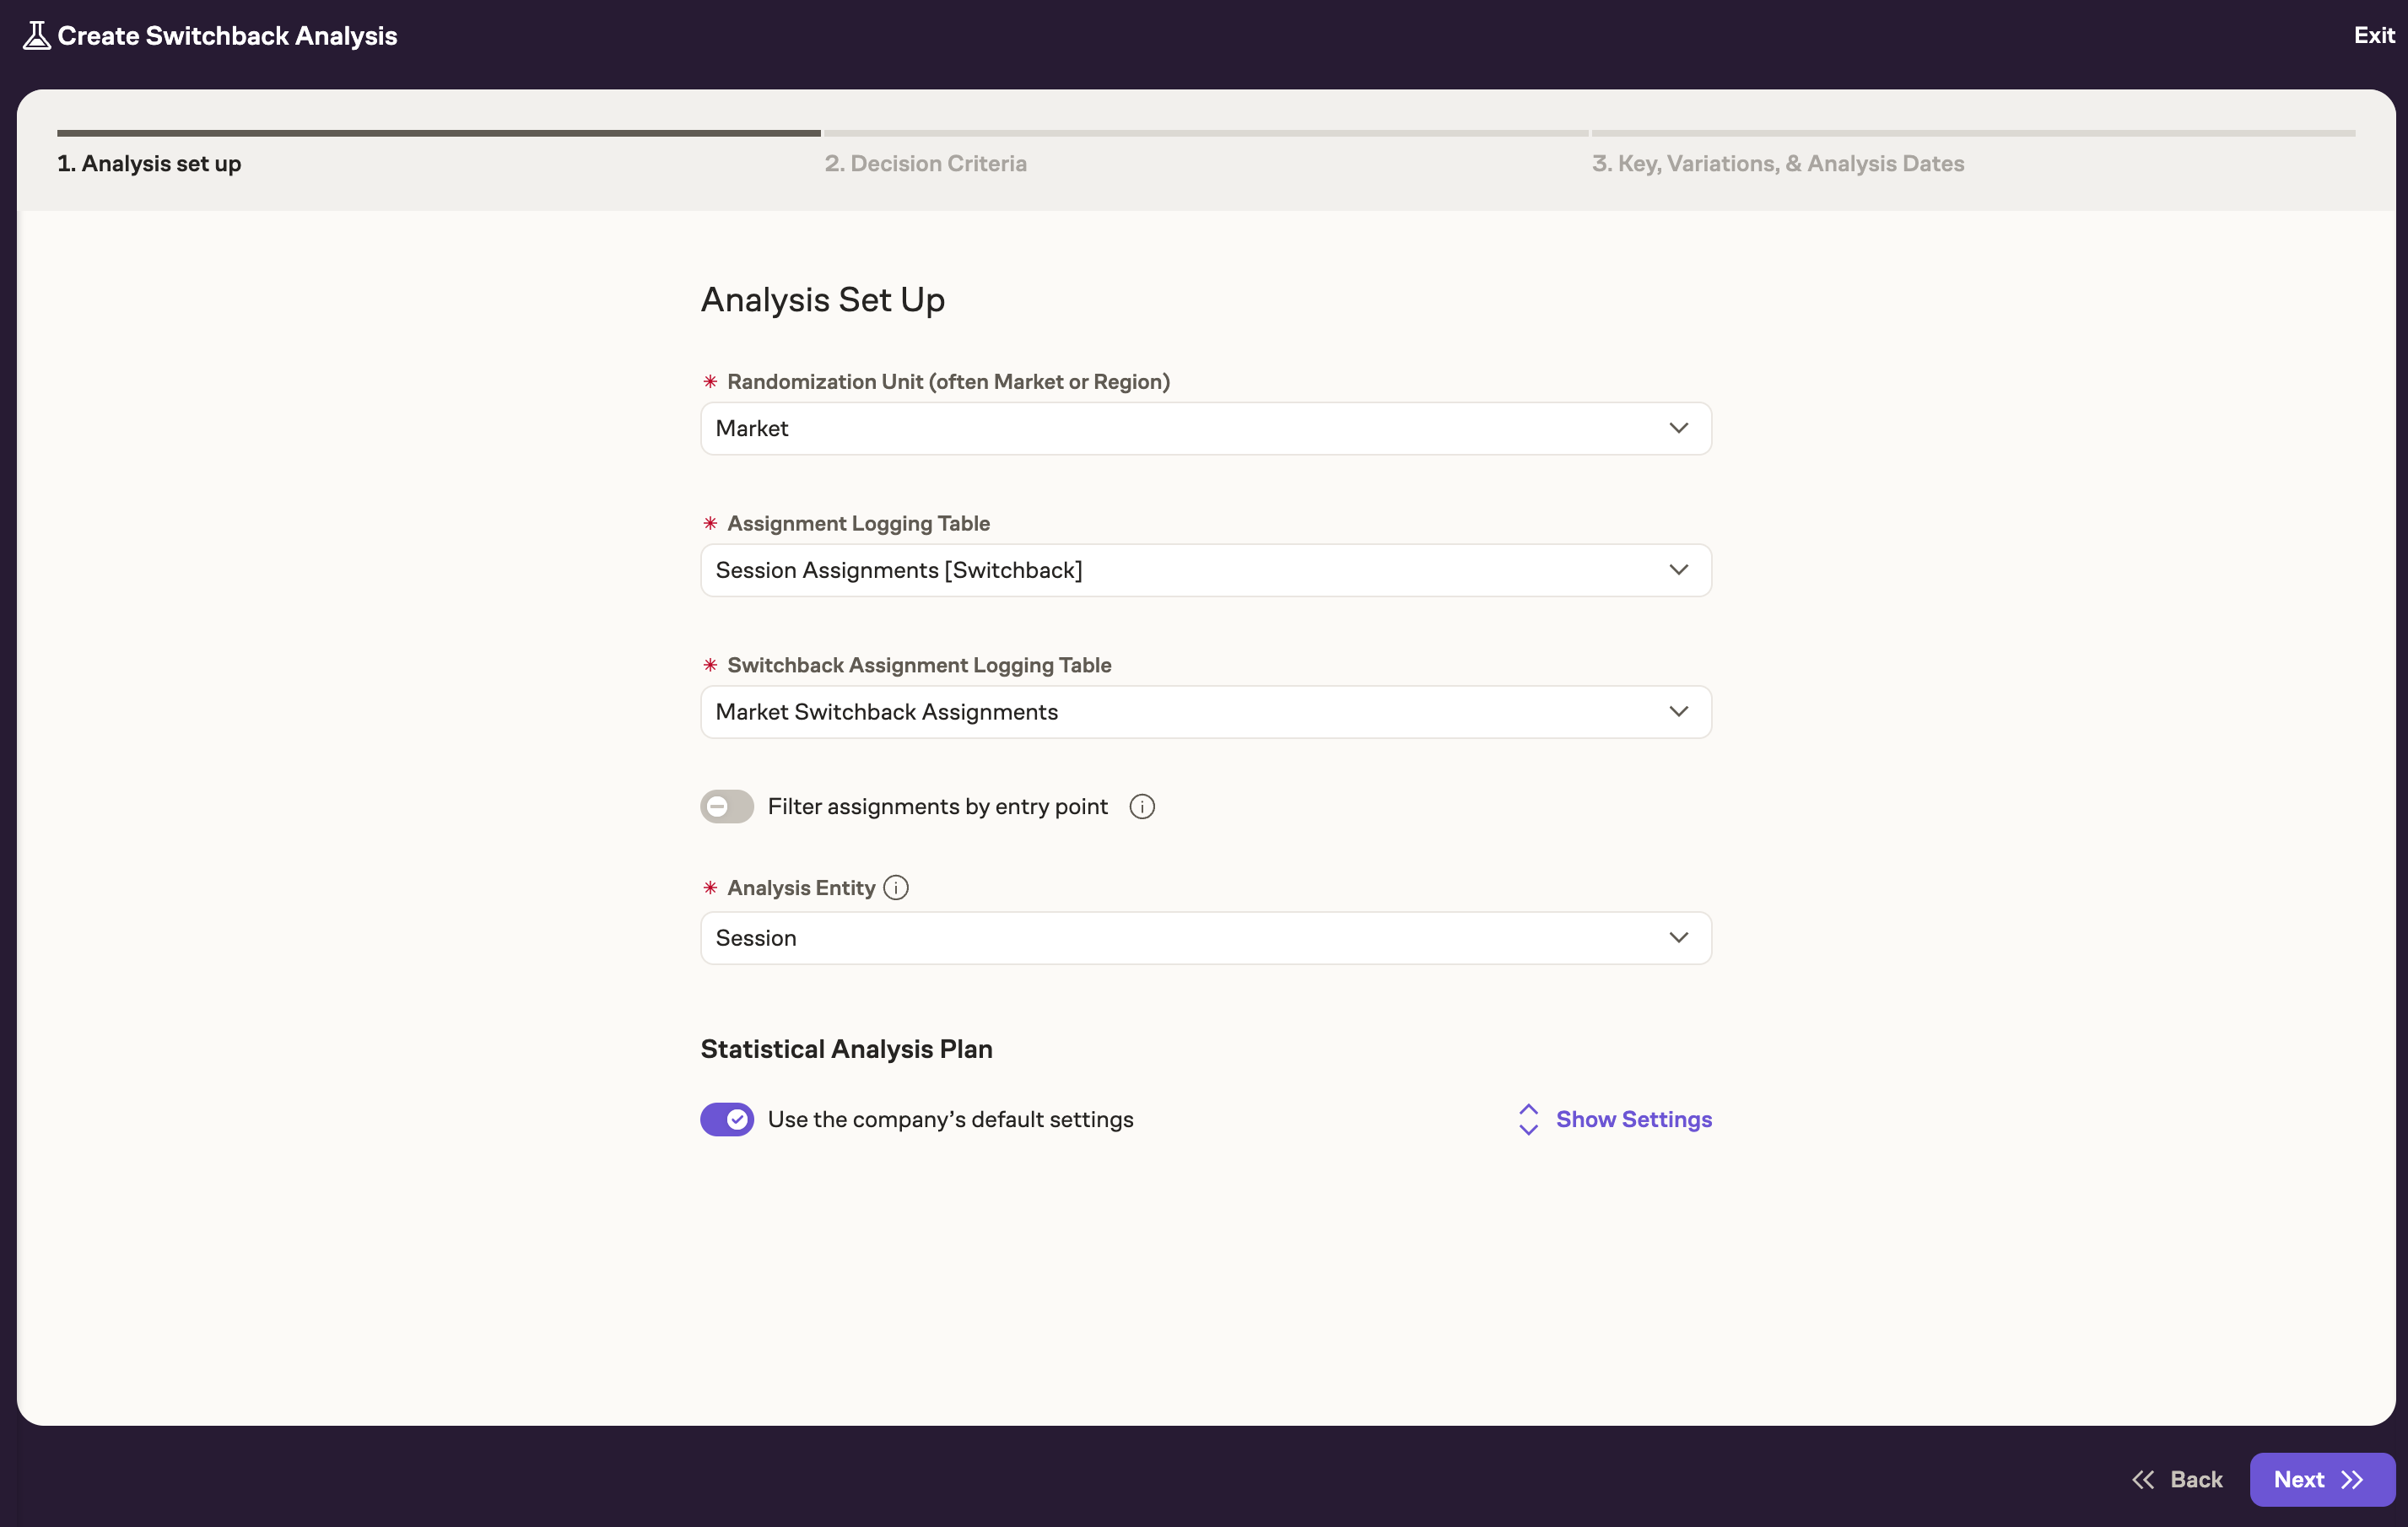 Create Switchback Analysis
Exit
1. Analysis set up
2. Decision Criteria
3. Key, Variations, & Analysis Dates
Analysis Set Up
* Randomization Unit (often Market or Region)
Market
* Assignment Logging Table
Session Assignments [Switchback]
* Switchback Assignment Logging Table
Market Switchback Assignments
Filter assignments by entry point
* Analysis Entity
Session
Statistical Analysis Plan
Use the company’s default settings
Show Settings
Back
Next